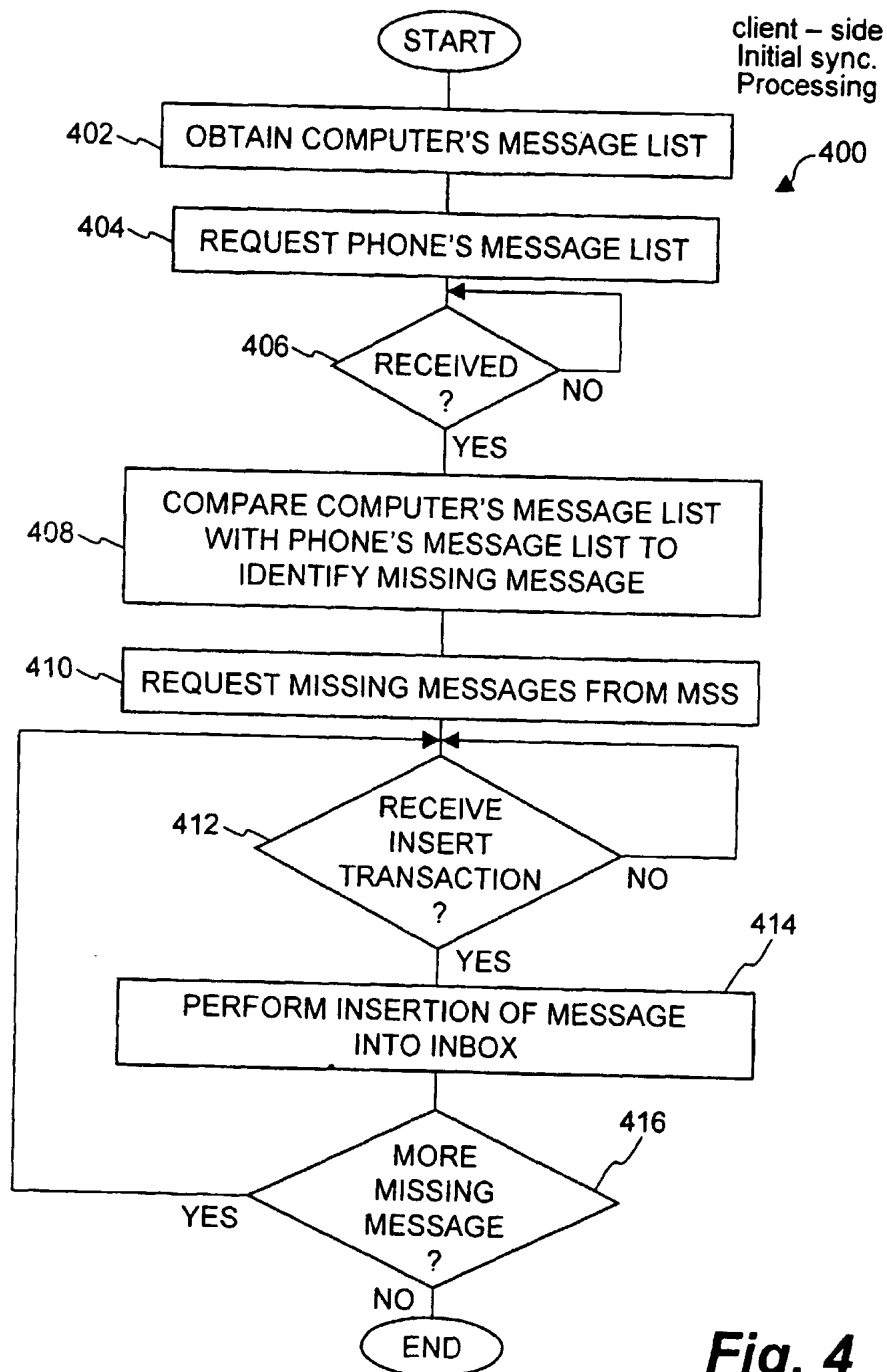 START
client – side
Initial sync.
Processing
400
402
OBTAIN COMPUTER'S MESSAGE LIST
404
REQUEST PHONE'S MESSAGE LIST
406
RECEIVED
?
NO
YES
408
COMPARE COMPUTER'S MESSAGE LIST
WITH PHONE'S MESSAGE LIST TO
IDENTIFY MISSING MESSAGE
410
REQUEST MISSING MESSAGES FROM MSS
412
RECEIVE
INSERT
TRANSACTION
?
NO
YES
414
PERFORM INSERTION OF MESSAGE
INTO INBOX
416
MORE
MISSING
MESSAGE
?
YES
NO
END
Fig. 4